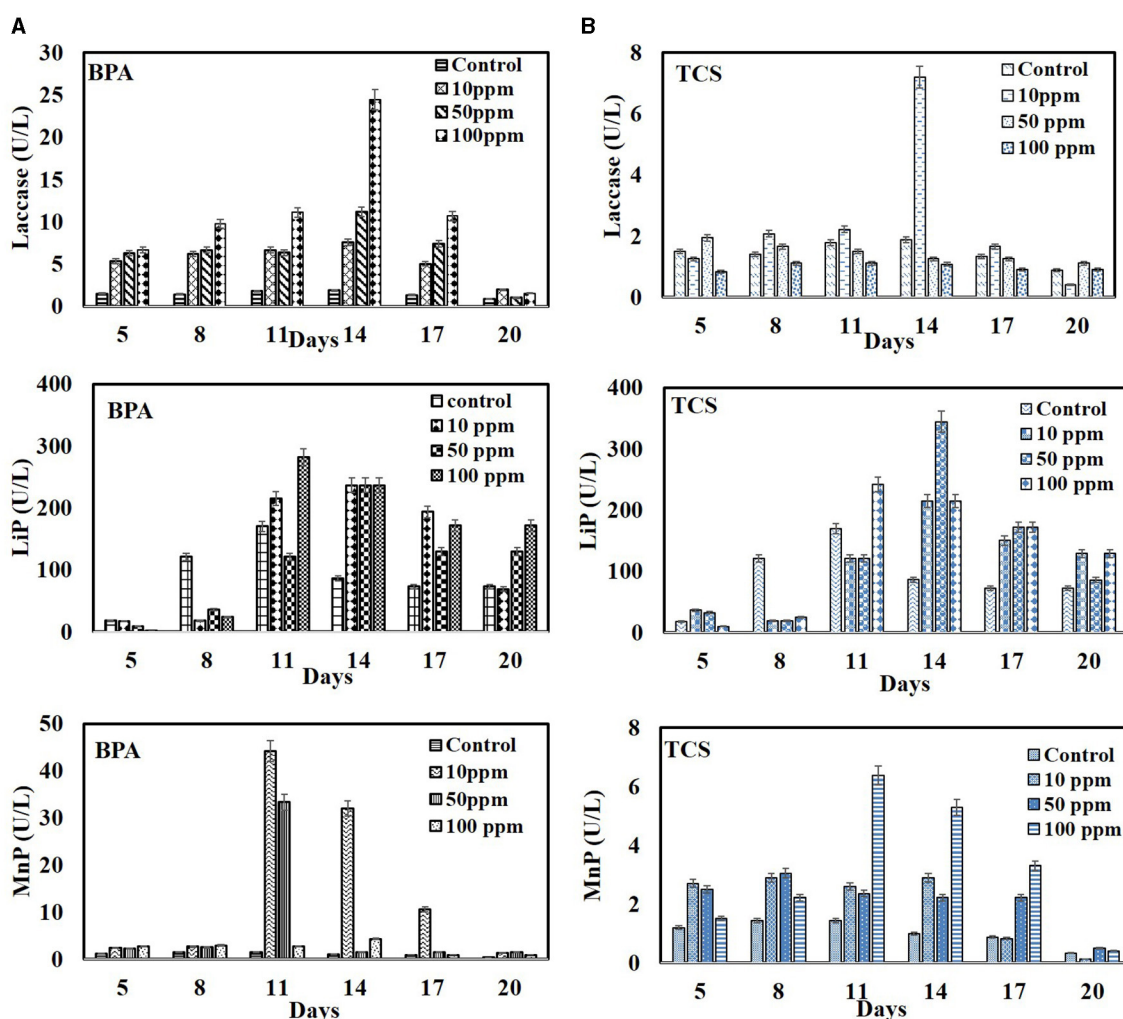 A
30
25
20
15
10
5
0
Laccase (U/L)
BPA
Control
10ppm
50ppm
100ppm
5 8 11 14 17 20
Days
400
300
200
100
0
LiP (U/L)
BPA
control
10 ppm
50 ppm
100 ppm
5 8 11 14 17 20
Days
50
40
30
20
10
0
MnP (U/L)
BPA
Control
10ppm
50ppm
100 ppm
5 8 11 14 17 20
Days
B
8
6
4
2
0
Laccase (U/L)
TCS
Control
10ppm
50 ppm
100 ppm
5 8 11 14 17 20
Days
400
300
200
100
0
LiP (U/L)
TCS
Control
10 ppm
50 ppm
100 ppm
5 8 11 14 17 20
Days
8
6
4
2
0
MnP (U/L)
TCS
Control
10 ppm
50 ppm
100 ppm
5 8 11 14 17 20
Days